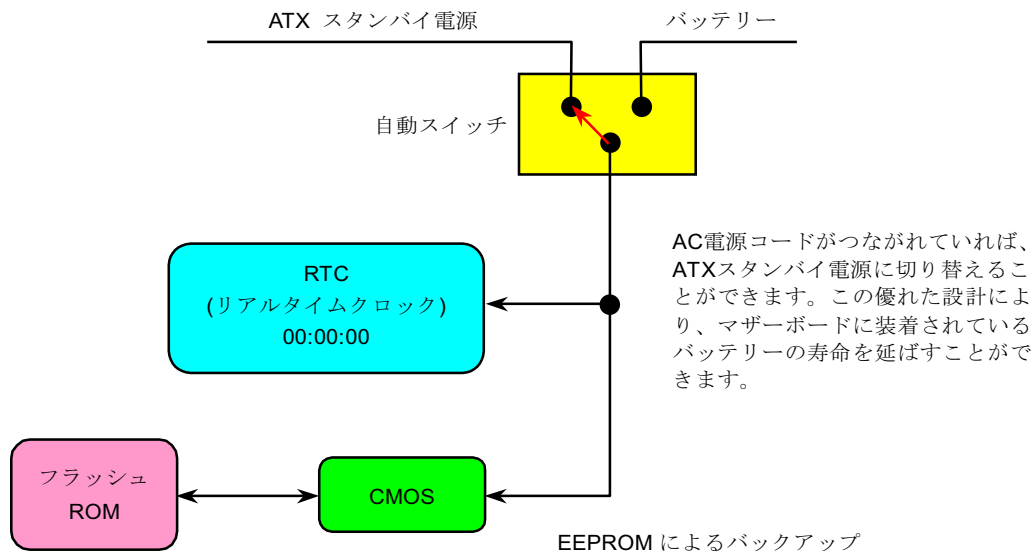 ATX スタンバイ電源
バッテリー
自動スイッチ
AC電源コードがつながれていれば、
ATXスタンバイ電源に切り替えるこ
とができます。この優れた設計によ
り、マザーボードに装着されている
バッテリーの寿命を延ばすことがで
きます。
RTC
(リアルタイムクロック)
00:00:00
フラッシュ
ROM
CMOS
EEPROM によるバックアップ